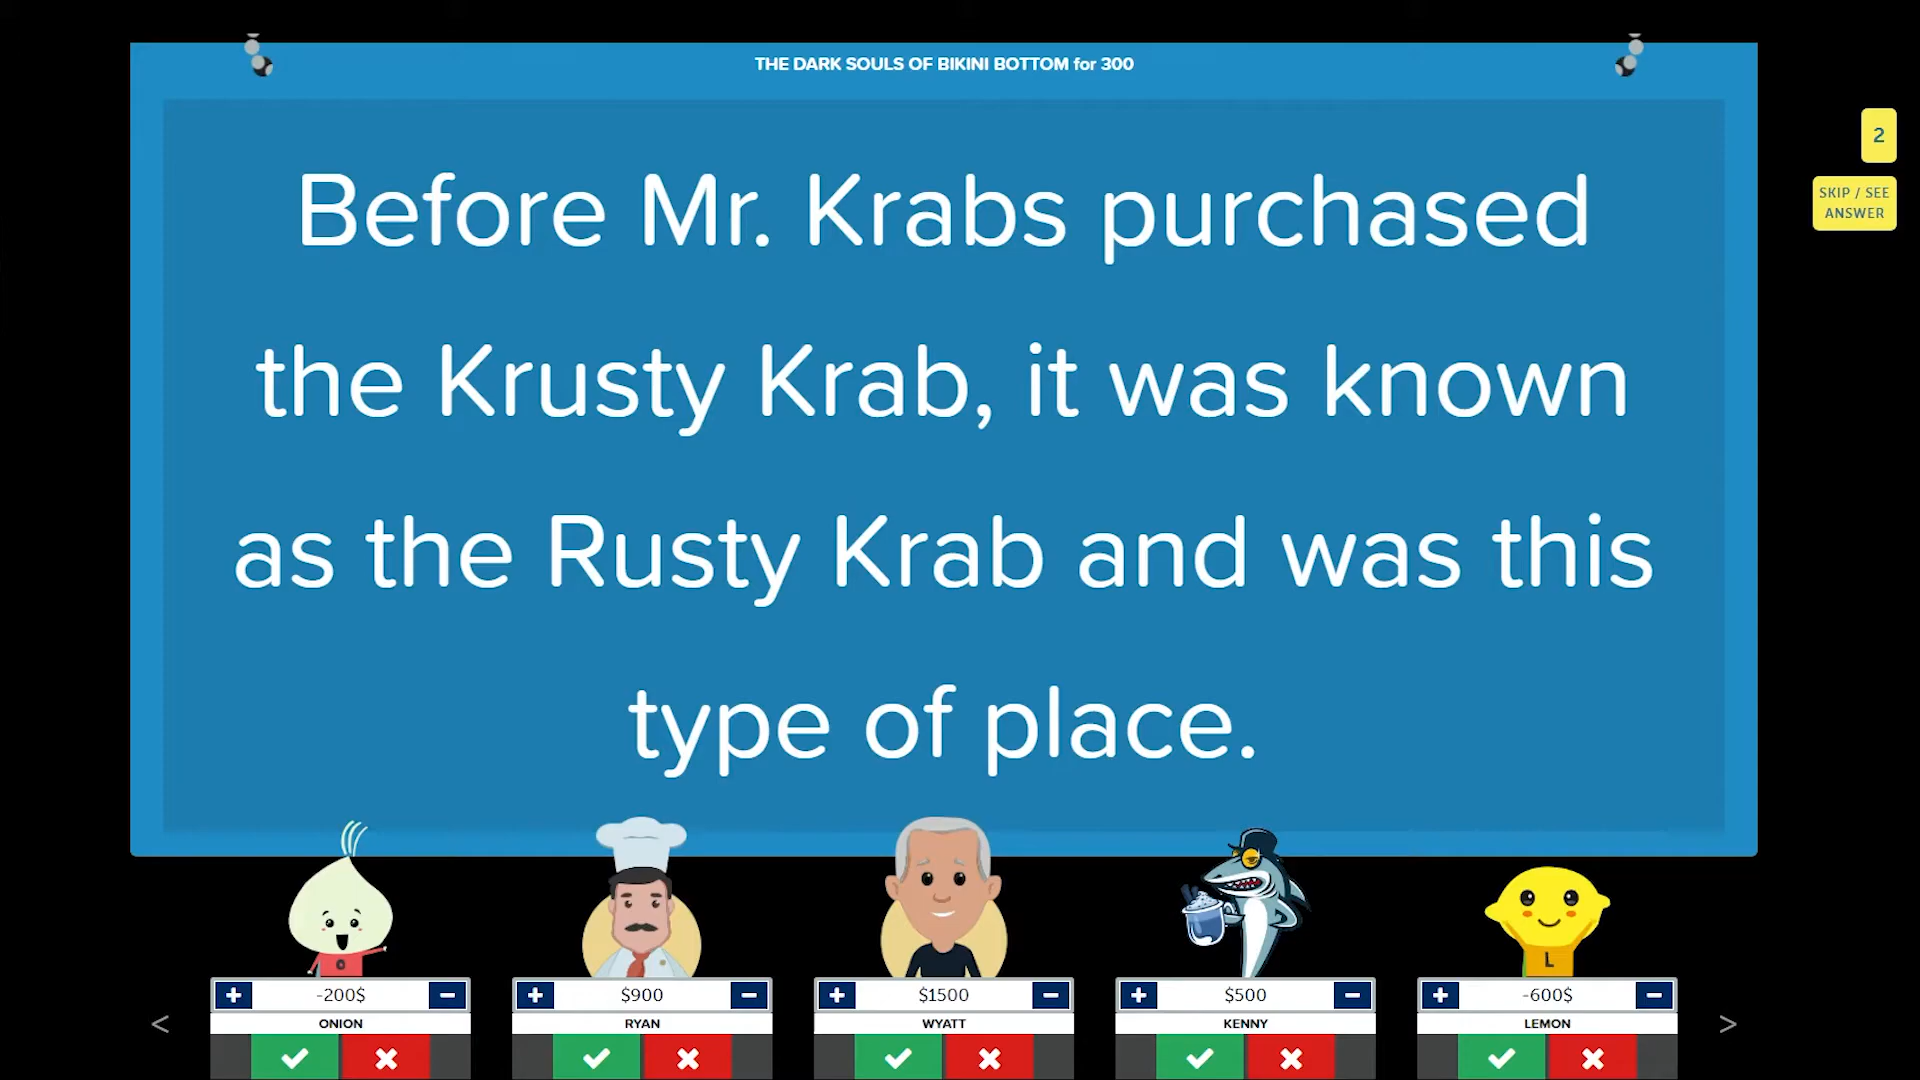 THE DARK SOULS OF BIKINI BOTTOM for 300
2
SKIP / SEE
ANSWER
Before Mr. Krabs purchased
the Krusty Krab, it was known
as the Rusty Krab and was this
type of place.
O
L
+ -200$ −
+ $900 −
+ $1500 −
+ $500 −
+ -600$ −
< ONION
RYAN
WYATT
KENNY
LEMON >